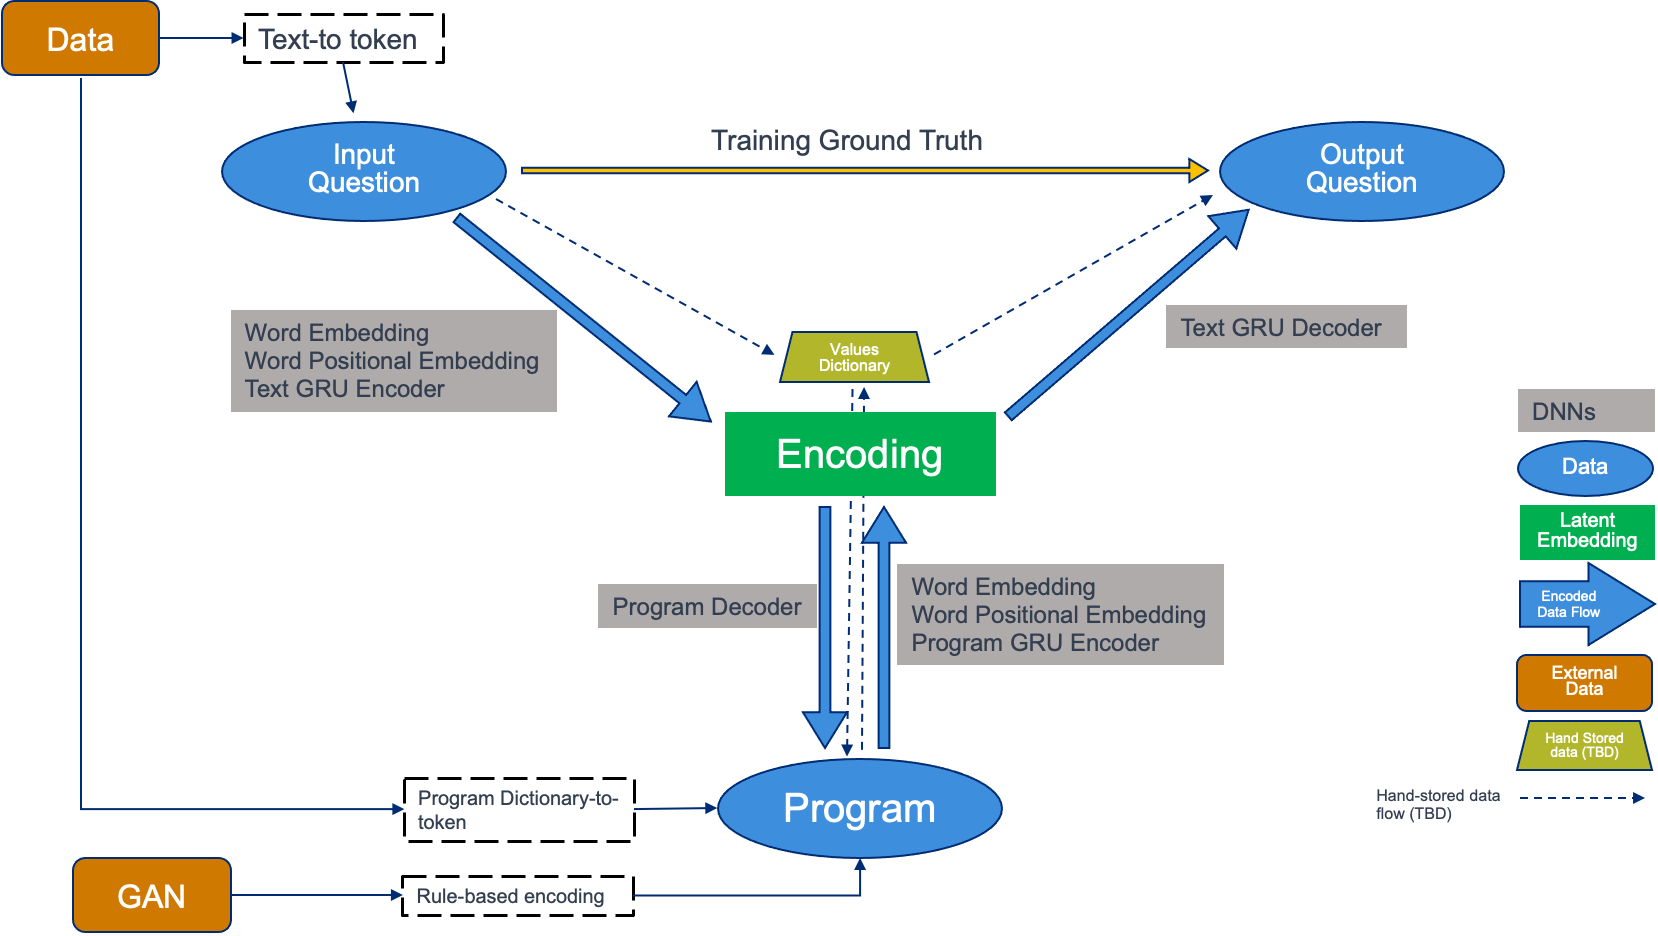 Data
Text-to token
Training Ground Truth
Input
Question
Output
Question
Word Embedding
Word Positional Embedding
Text GRU Encoder
Values
Dictionary
Text GRU Decoder
Encoding
Program Decoder
Word Embedding
Word Positional Embedding
Program GRU Encoder
Program Dictionary-to-
token
Program
GAN
Rule-based encoding
DNNs
Data
Latent
Embedding
Encoded
Data Flow
External
Data
Hand Stored
data (TBD)
Hand-stored data
flow (TBD)